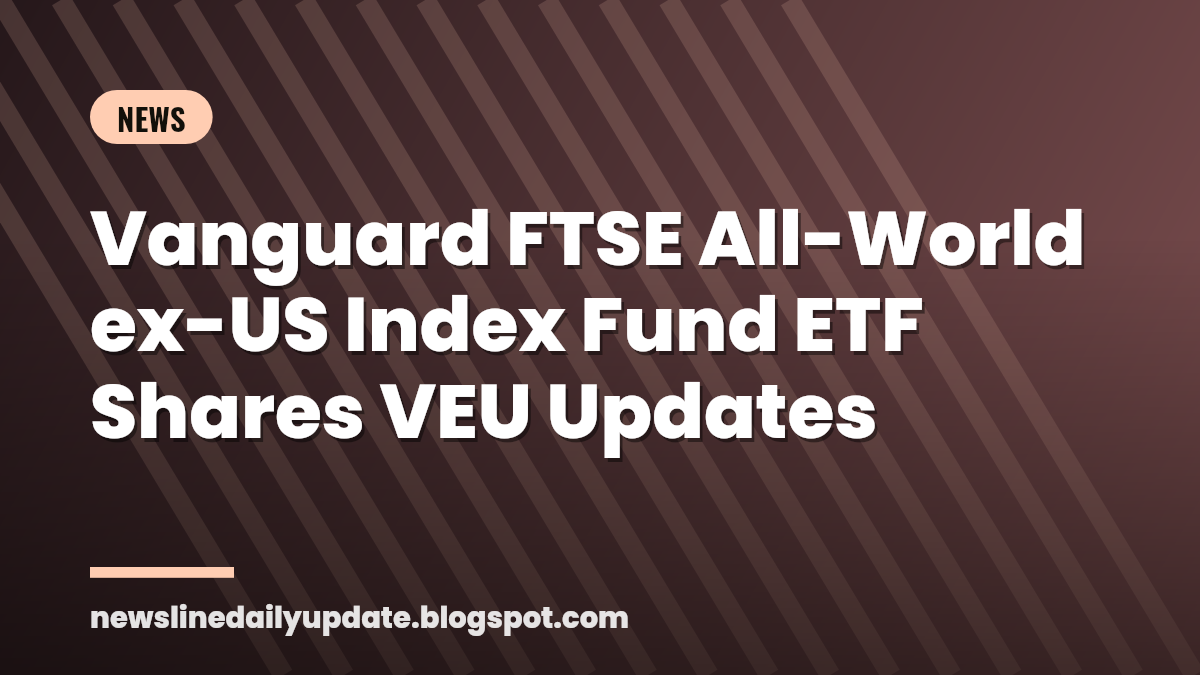 NEWS
Vanguard FTSE All-World
ex-US Index Fund ETF
Shares VEU Updates
newslinedailyupdate.blogspot.com